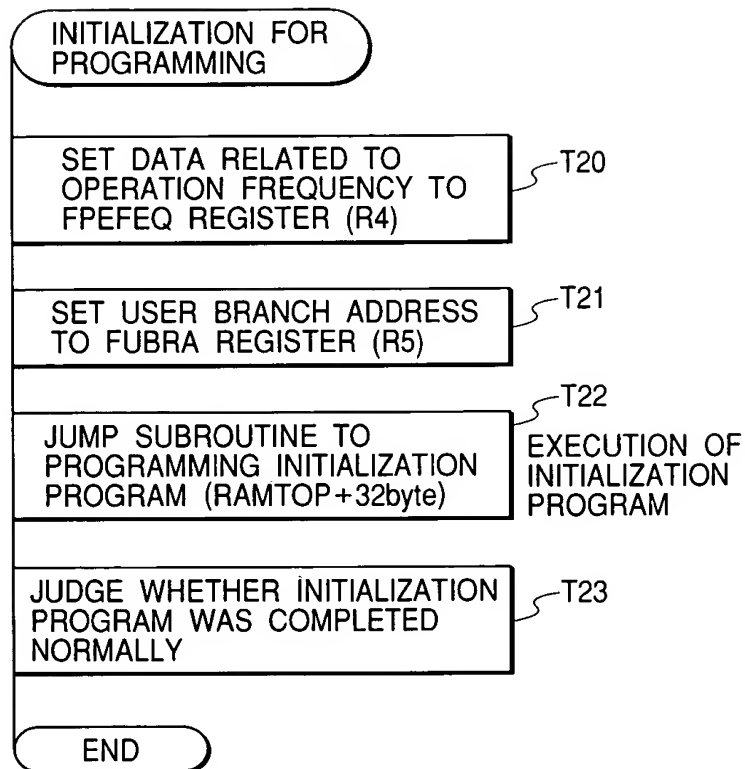 INITIALIZATION FOR
PROGRAMMING
SET DATA RELATED TO
OPERATION FREQUENCY TO
FPEFEQ REGISTER (R4)
T20
SET USER BRANCH ADDRESS
TO FUBRA REGISTER (R5)
T21
JUMP SUBROUTINE TO
PROGRAMMING INITIALIZATION
PROGRAM (RAMTOP+32byte)
T22
EXECUTION OF
INITIALIZATION
PROGRAM
JUDGE WHETHER INITIALIZATION
PROGRAM WAS COMPLETED
NORMALLY
T23
END